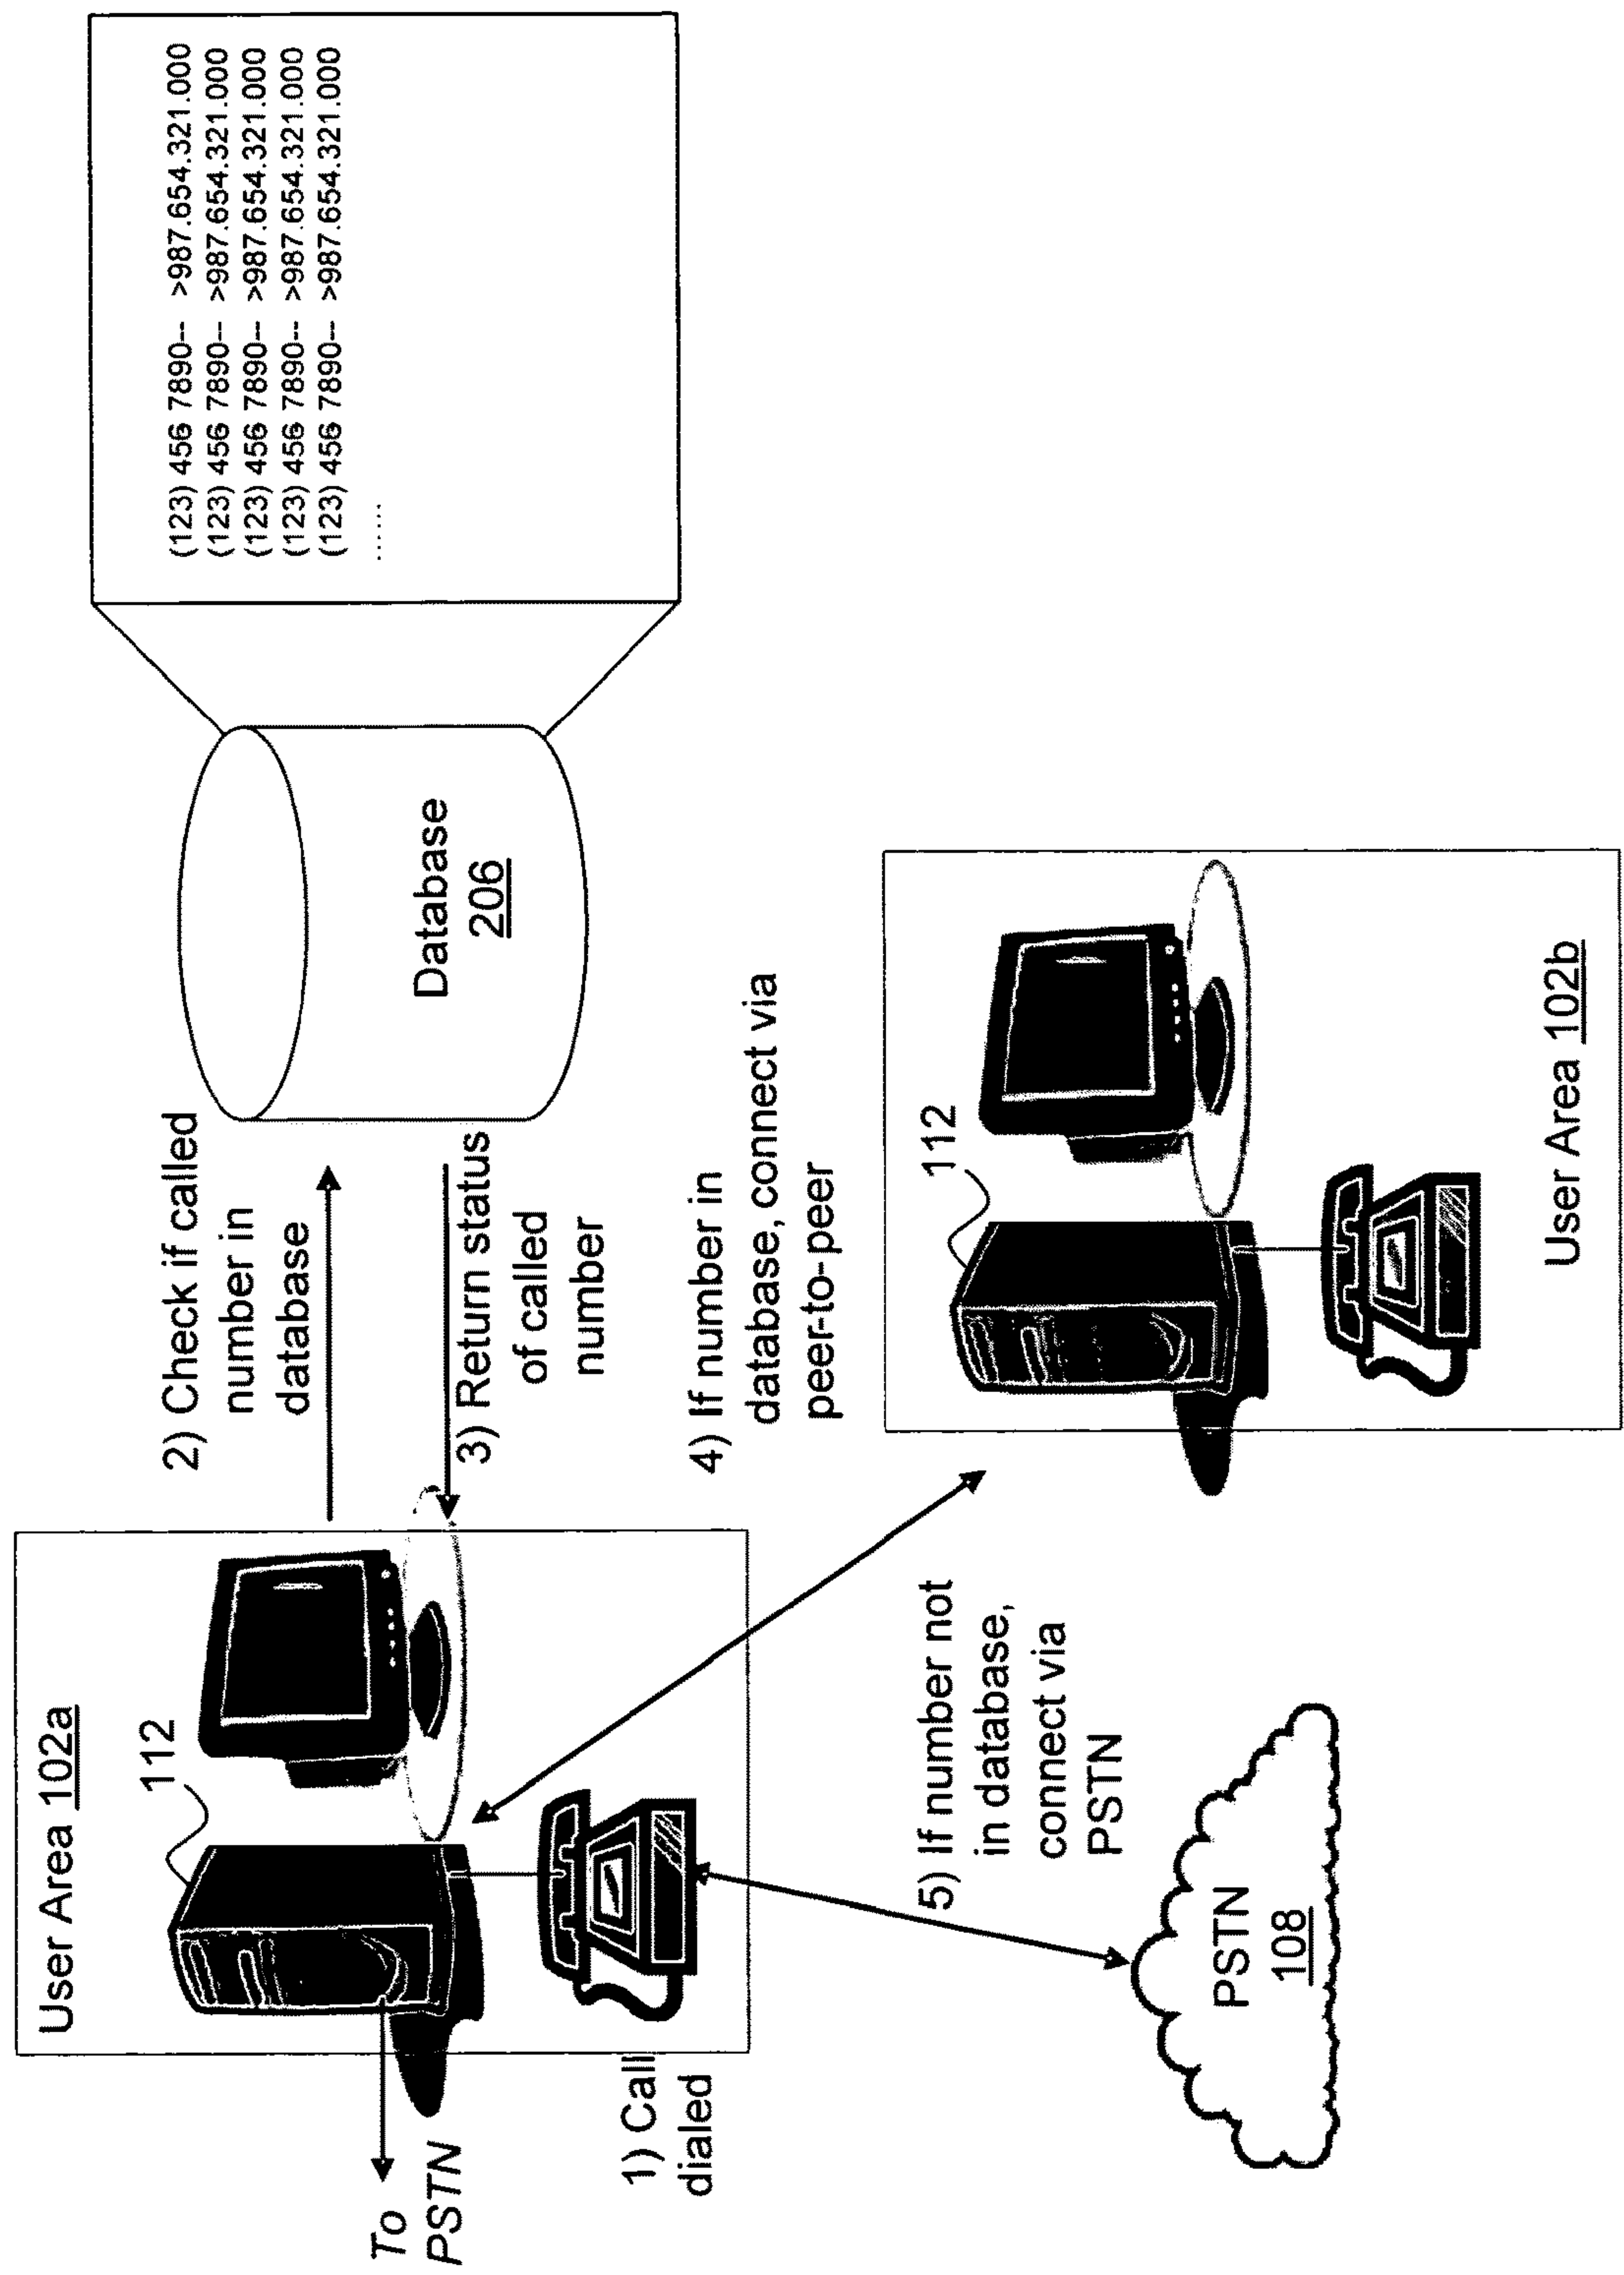 User Area 102a
112
To
PSTN
1) Call
dialed
2) Check if called
number in
database
3) Return status
of called
number
Database
206
(123) 456 7890-- >987.654.321.000
(123) 456 7890-- >987.654.321.000
(123) 456 7890-- >987.654.321.000
(123) 456 7890-- >987.654.321.000
(123) 456 7890-- >987.654.321.000
......
4) If number in
database, connect via
peer-to-peer
5) If number not
in database,
connect via
PSTN
PSTN
108
112
User Area 102b